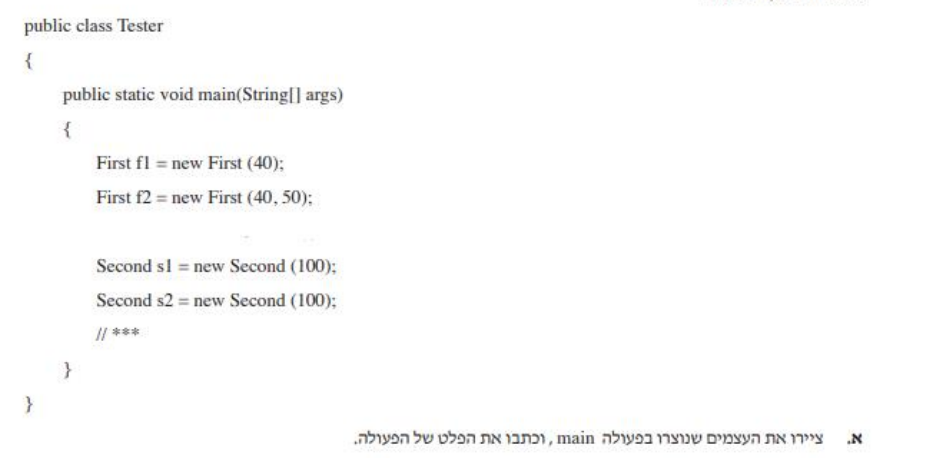 public class Tester
{
public static void main(String[] args)
{
First f1 = new First (40);
First f2 = new First (40, 50);
Second s1 = new Second (100);
Second s2 = new Second (100);
// ***
}
}
א. ציירו את העצמים שנוצרו בפעולה main , וכתבו את הפלט של הפעולה.